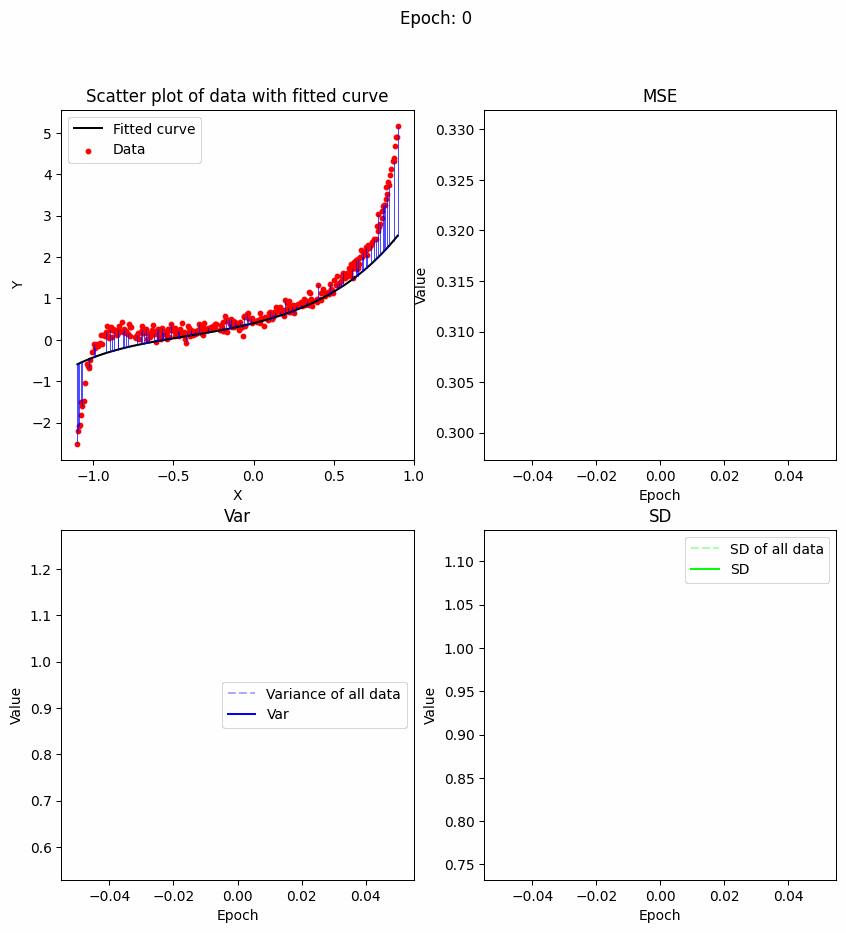 Epoch: 0
Scatter plot of data with fitted curve
Fitted curve
Data
5
4
3
2
1
0
−1
−2
Y
−1.0 −0.5 0.0 0.5 1.0
X
MSE
0.330
0.325
0.320
0.315
0.310
0.305
0.300
Value
−0.04 −0.02 0.00 0.02 0.04
Epoch
Var
1.2
1.1
1.0
0.9
0.8
0.7
0.6
Value
Variance of all data
Var
−0.04 −0.02 0.00 0.02 0.04
Epoch
SD
SD of all data
SD
1.10
1.05
1.00
0.95
0.90
0.85
0.80
0.75
Value
−0.04 −0.02 0.00 0.02 0.04
Epoch